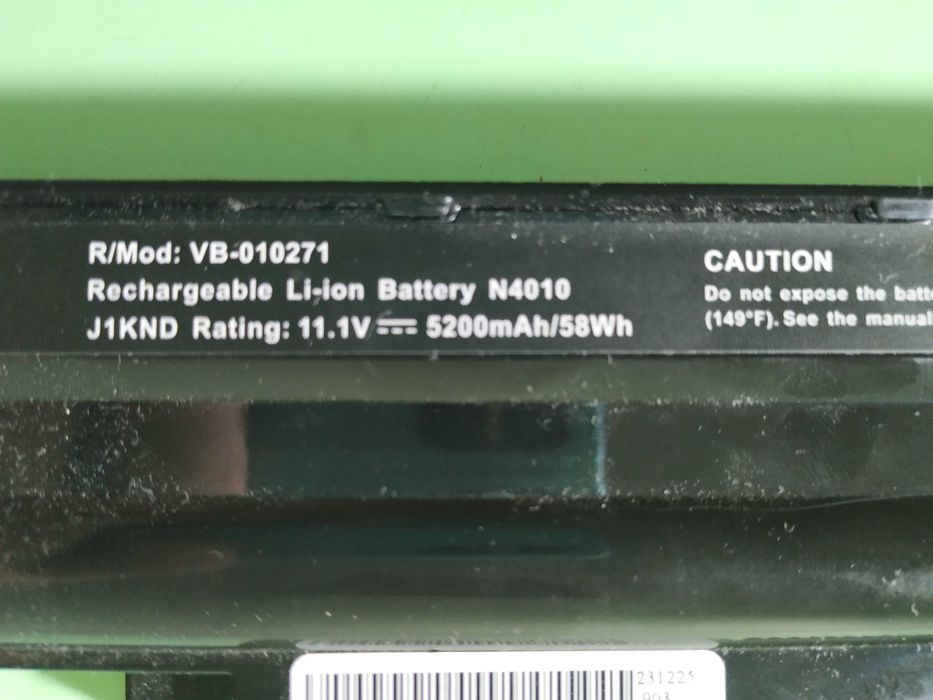 R/Mod: VB-010271
Rechargeable Li-ion Battery N4010
J1KND Rating: 11.1V⎓5200mAh/58Wh
CAUTION
Do not expose the
(149°F). See the manual
231225
903